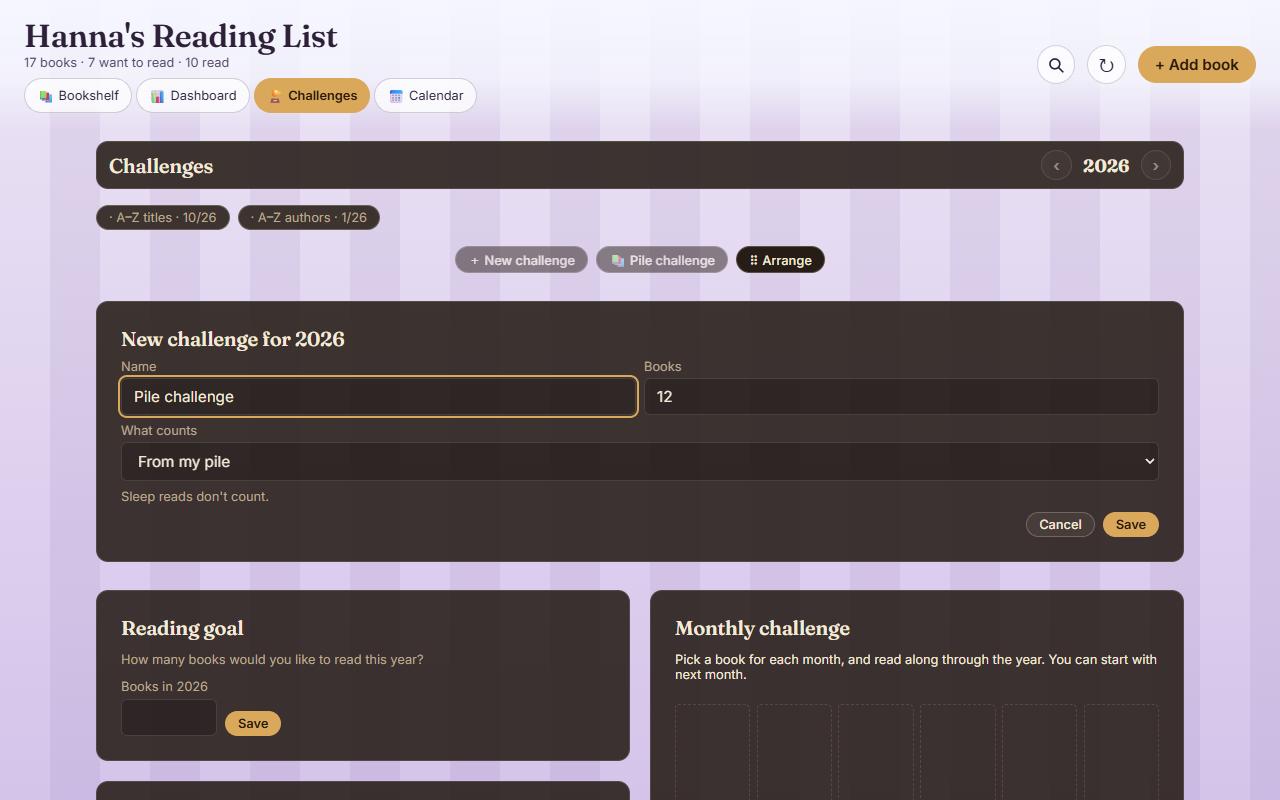 Hanna's Reading List
17 books · 7 want to read · 10 read
Bookshelf
Dashboard
Challenges
Calendar
+ Add book
Challenges
‹ 2026 ›
· A–Z titles · 10/26
· A–Z authors · 1/26
+ New challenge
Pile challenge
⠿ Arrange
New challenge for 2026
Name
Books
Pile challenge
12
What counts
From my pile
Sleep reads don't count.
Cancel
Save
Reading goal
How many books would you like to read this year?
Books in 2026
Save
Monthly challenge
Pick a book for each month, and read along through the year. You can start with
next month.